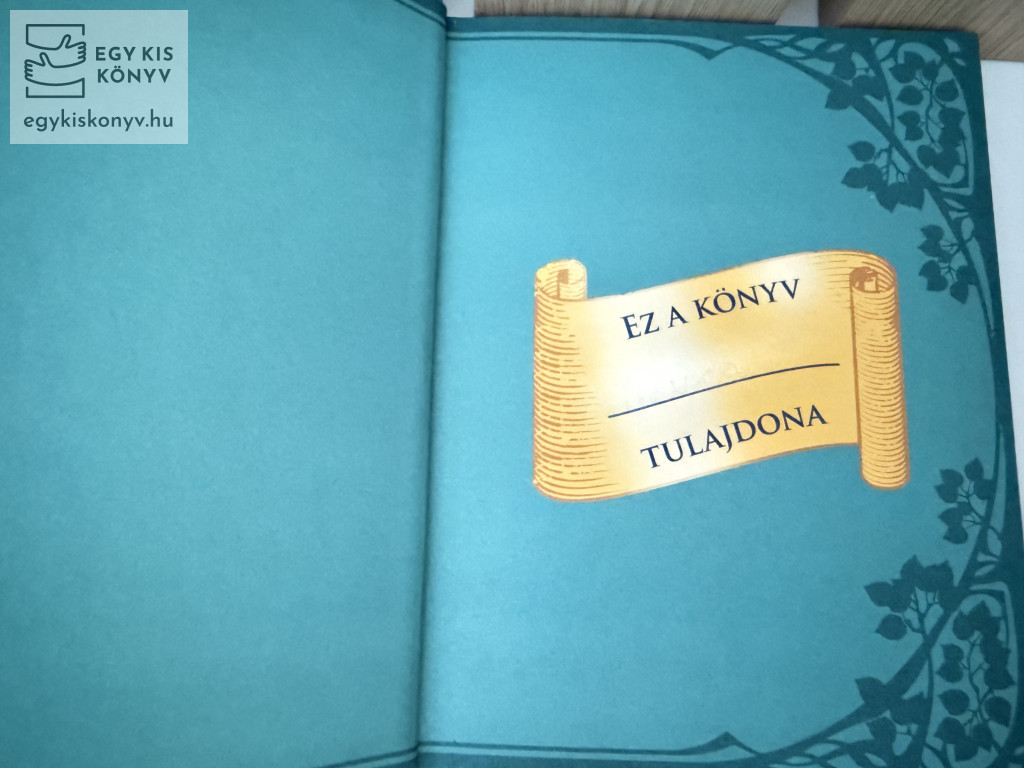 EGY KIS
KÖNYV
egykiskonyv.hu
EZ A KÖNYV
TULAJDONA